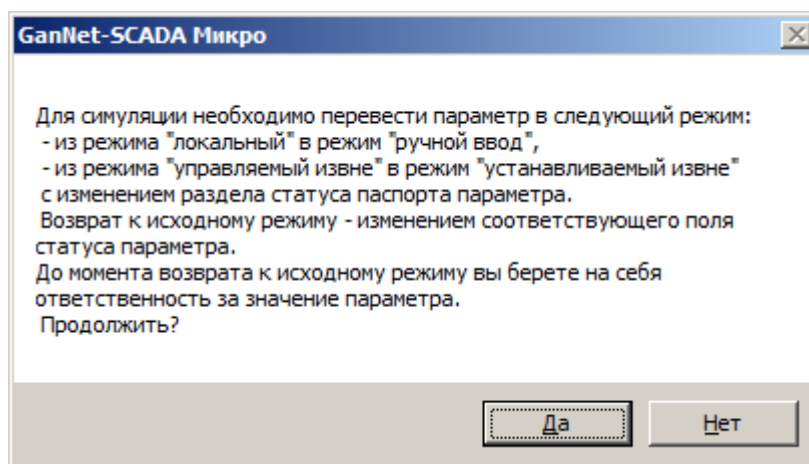 GanNet-SCADA Микро
Для симуляции необходимо перевести параметр в следующий режим:
- из режима "локальный" в режим "ручной ввод",
- из режима "управляемый извне" в режим "устанавливаемый извне"
с изменением раздела статуса паспорта параметра.
Возврат к исходному режиму - изменением соответствующего поля
статуса параметра.
До момента возврата к исходному режиму вы берете на себя
ответственность за значение параметра.
Продолжить?
Да
Нет